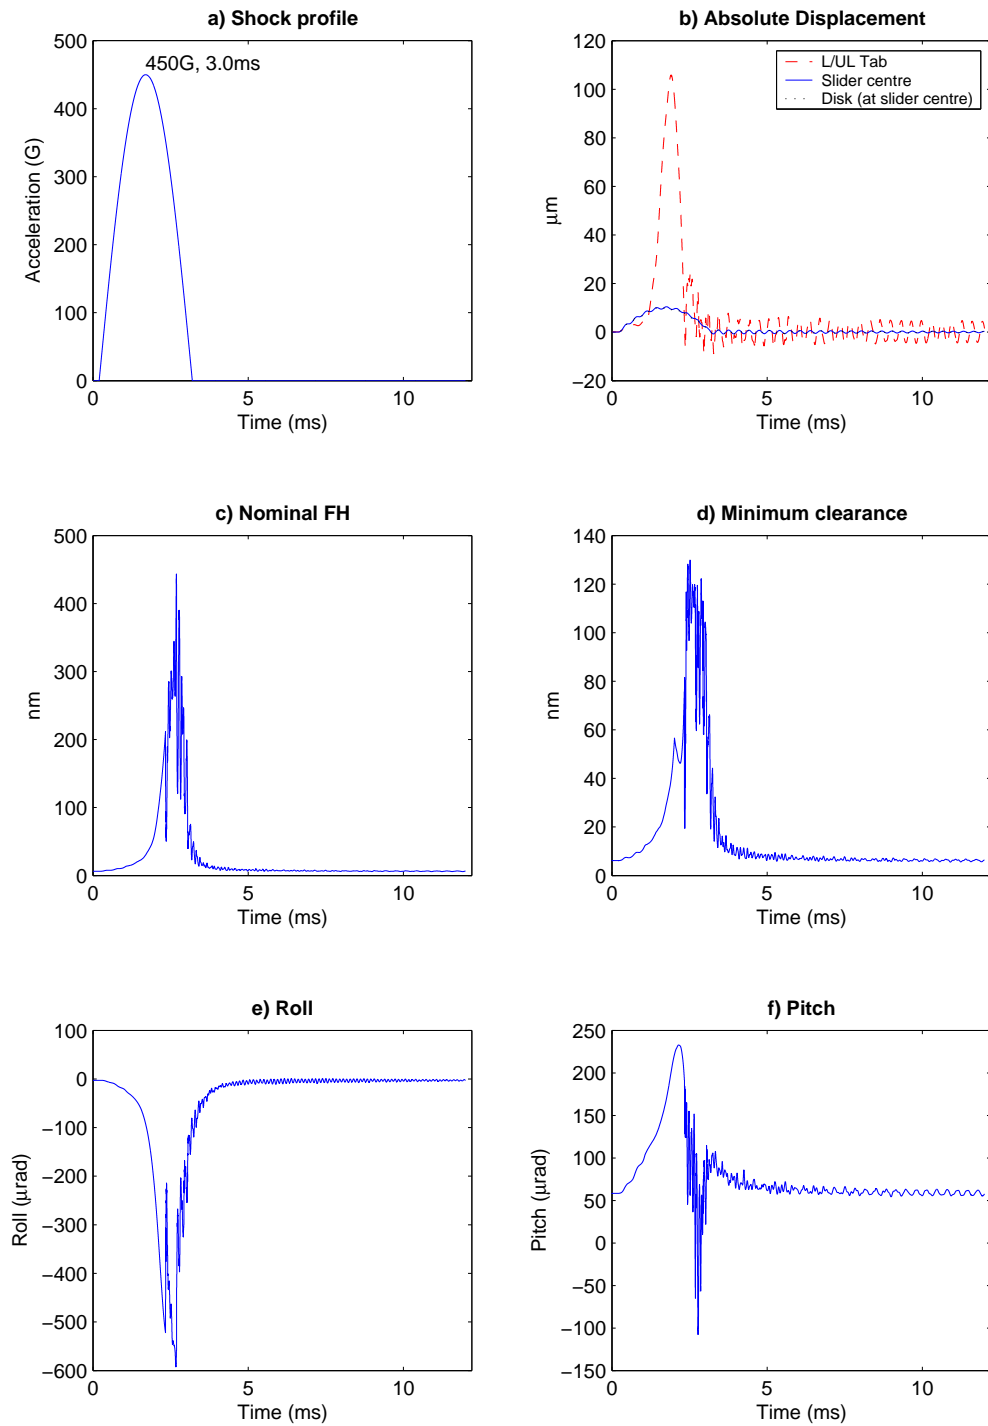 a) Shock profile
450G, 3.0ms
Acceleration (G)
500
400
300
200
100
0
0 5 10
Time (ms)
b) Absolute Displacement
L/UL Tab
Slider centre
Disk (at slider centre)
μm
120
100
80
60
40
20
0
−20
0 5 10
Time (ms)
c) Nominal FH
nm
500
400
300
200
100
0
0 5 10
Time (ms)
d) Minimum clearance
nm
140
120
100
80
60
40
20
0
0 5 10
Time (ms)
e) Roll
Roll (μrad)
100
0
−100
−200
−300
−400
−500
−600
0 5 10
Time (ms)
f) Pitch
Pitch (μrad)
250
200
150
100
50
0
−50
−100
−150
0 5 10
Time (ms)